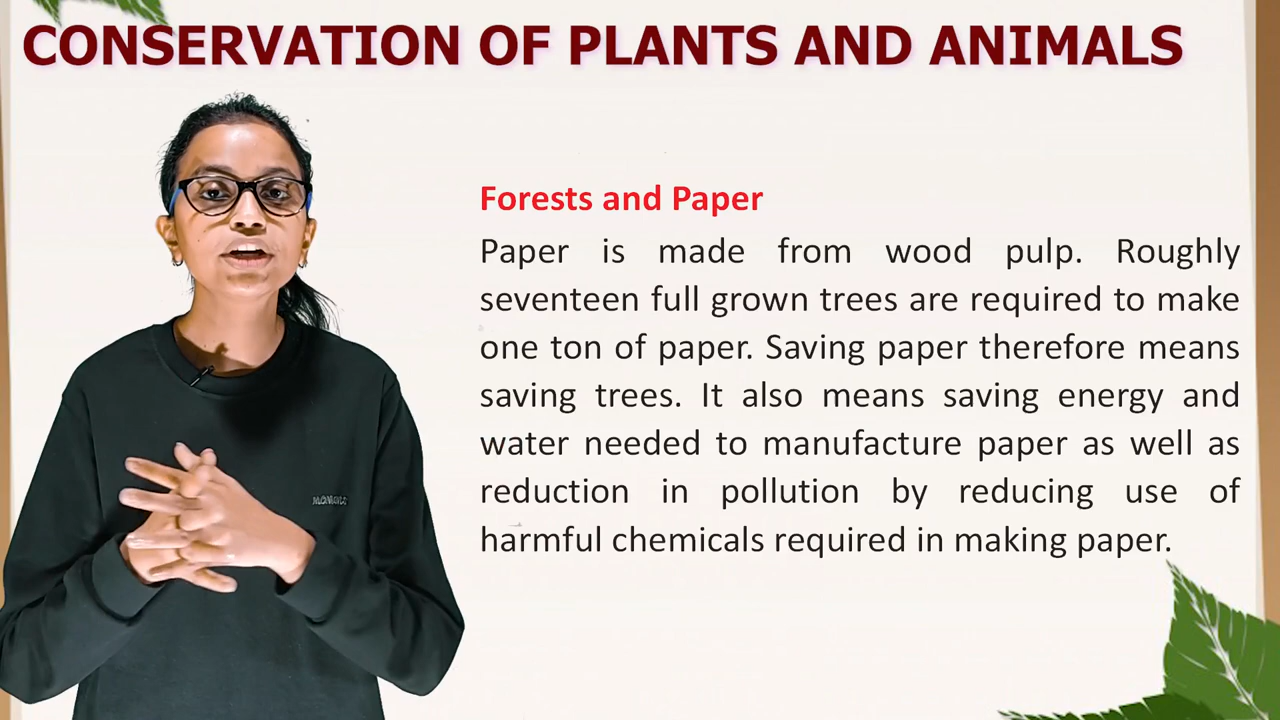 CONSERVATION OF PLANTS AND ANIMALS
Forests and Paper
Paper is made from wood pulp. Roughly
seventeen full grown trees are required to make
one ton of paper. Saving paper therefore means
saving trees. It also means saving energy and
water needed to manufacture paper as well as
reduction in pollution by reducing use of
harmful chemicals required in making paper.